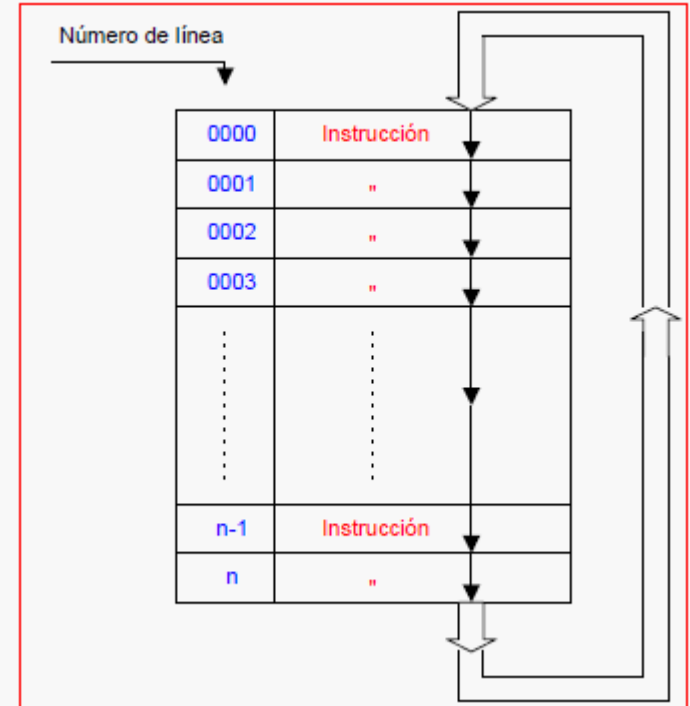 Número de línea
0000 Instrucción
0001 "
0002 "
0003 "
n-1 Instrucción
n "